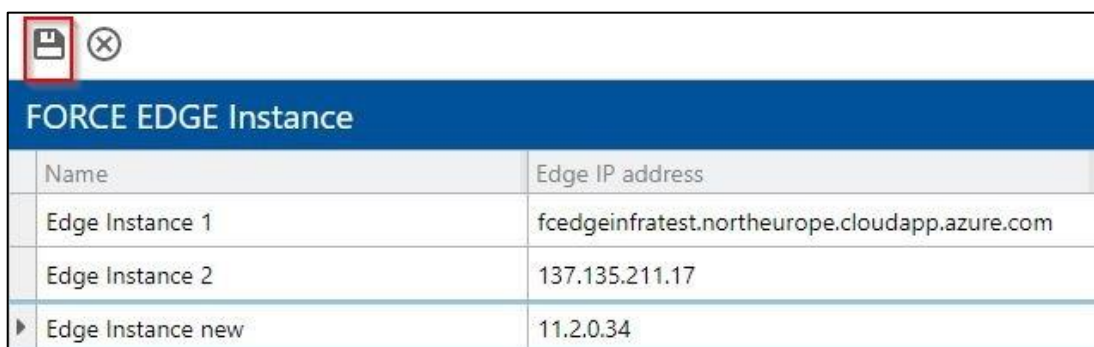 FORCE EDGE Instance
Name Edge IP address
Edge Instance 1 fcedgeinfratest.northeurope.cloudapp.azure.com
Edge Instance 2 137.135.211.17
Edge Instance new 11.2.0.34